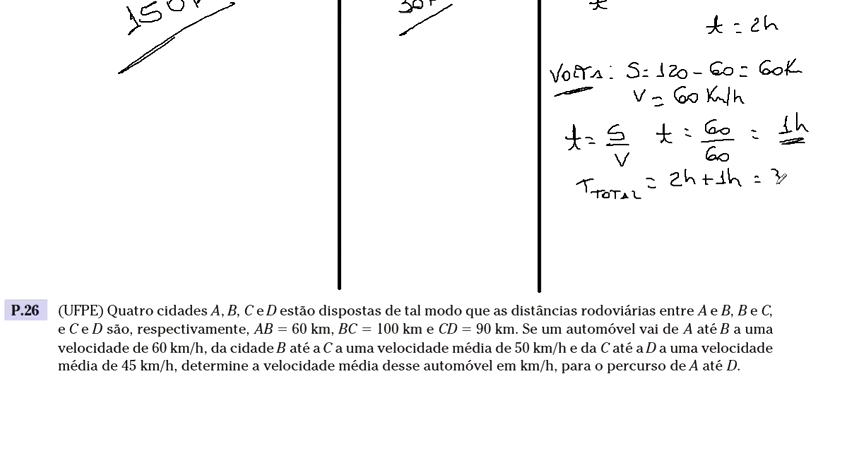 150
30
t
t = 2h
VOLTA: S = 120 - 60 = 60K
V = 60 Km/h
t = S/V t = 60/60 = 1h
T TOTAL = 2h + 1h = 3
P.26 (UFPE) Quatro cidades A, B, C e D estão dispostas de tal modo que as distâncias rodoviárias entre A e B, B e C,
e C e D são, respectivamente, AB = 60 km, BC = 100 km e CD = 90 km. Se um automóvel vai de A até B a uma
velocidade de 60 km/h, da cidade B até a C a uma velocidade média de 50 km/h e da C até a D a uma velocidade
média de 45 km/h, determine a velocidade média desse automóvel em km/h, para o percurso de A até D.